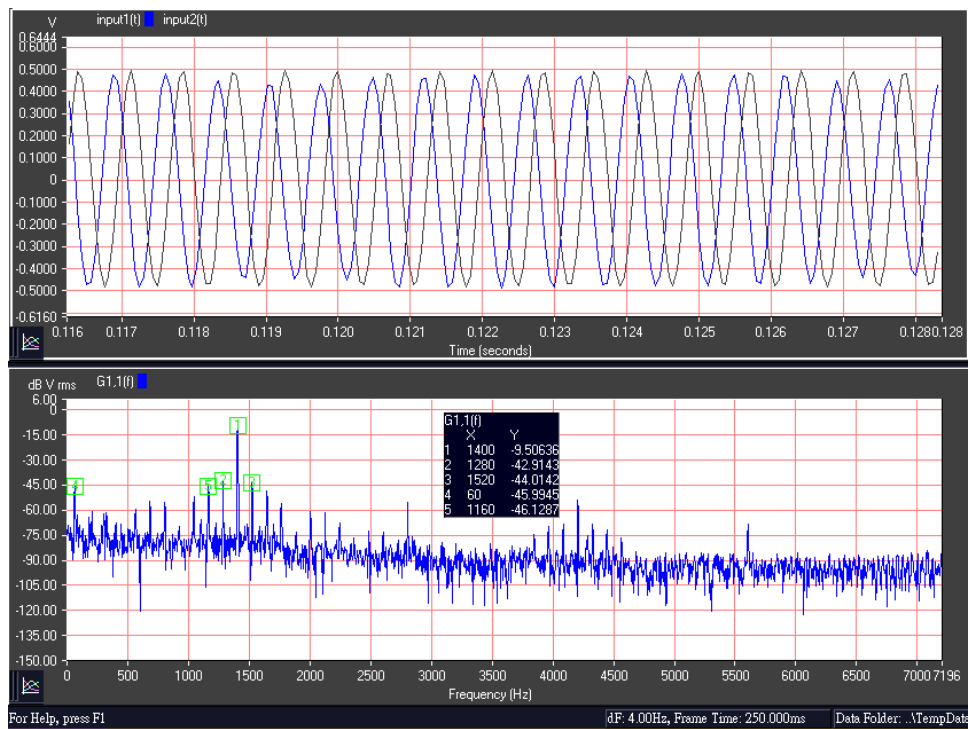 V input1(t) input2(t)
0.6444
0.6000
0.5000
0.4000
0.3000
0.2000
0.1000
0
-0.1000
-0.2000
-0.3000
-0.4000
-0.5000
-0.6160
0.116 0.117 0.118 0.119 0.120 0.121 0.122 0.123 0.124 0.125 0.126 0.127 0.1280.128
Time (seconds)
dB V rms G1,1(f)
6.00
0
-15.00
-30.00
-45.00
-60.00
-75.00
-90.00
-105.00
-120.00
-135.00
-150.00
1
4 5 2 3
G1,1(f)
X Y
1 1400 -9.50636
2 1280 -42.9143
3 1520 -44.0142
4 60 -45.9945
5 1160 -46.1287
0 500 1000 1500 2000 2500 3000 3500 4000 4500 5000 5500 6000 6500 7000 7196
Frequency (Hz)
For Help, press F1 dF: 4.00Hz, Frame Time: 250.000ms Data Folder: ..\TempData